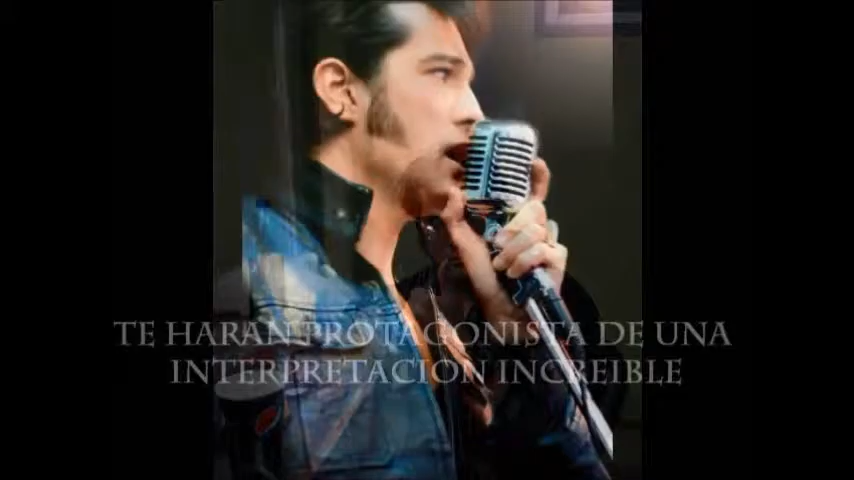 TE HARAN PROTAGONISTA DE UNA
INTERPRETACION INCREIBLE